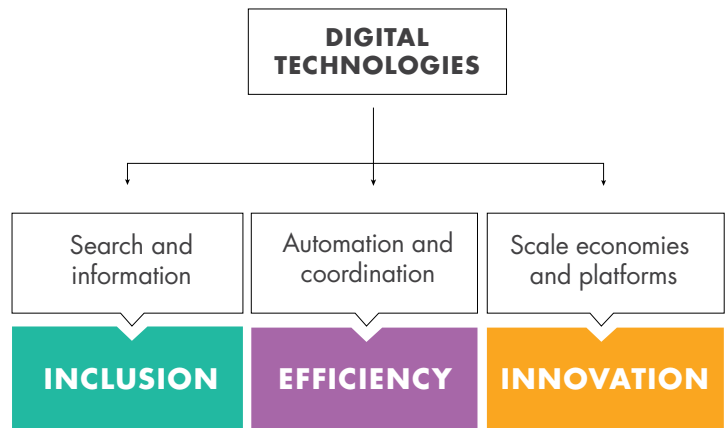 DIGITAL
TECHNOLOGIES
Search and
information
Automation and
coordination
Scale economies
and platforms
INCLUSION
EFFICIENCY
INNOVATION